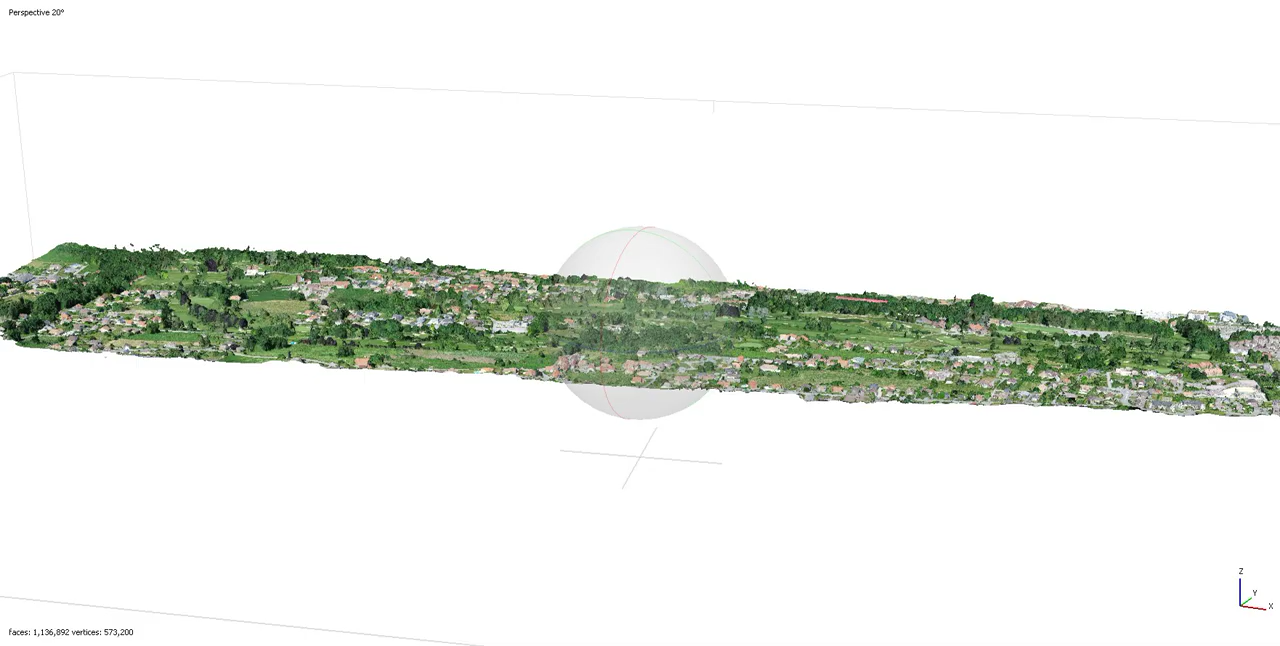 Perspective 20°
Z
Y
X
faces: 1,136,892 vertices: 573,200